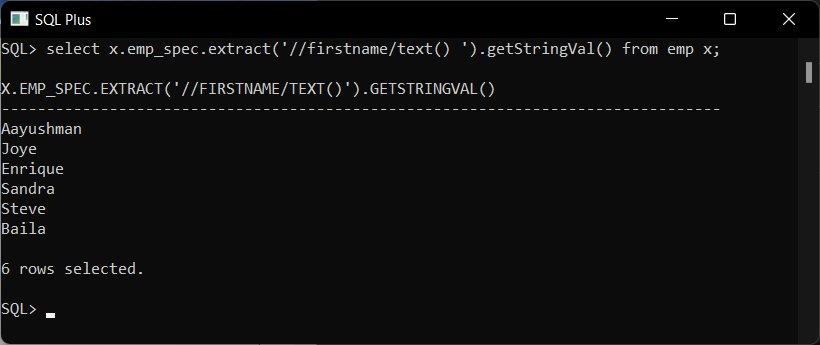 SQL Plus
SQL> select x.emp_spec.extract('//firstname/text() ').getStringVal() from emp x;
X.EMP_SPEC.EXTRACT('//FIRSTNAME/TEXT()').GETSTRINGVAL()
--------------------------------------------------------------------------------
Aayushman
Joye
Enrique
Sandra
Steve
Baila
6 rows selected.
SQL>